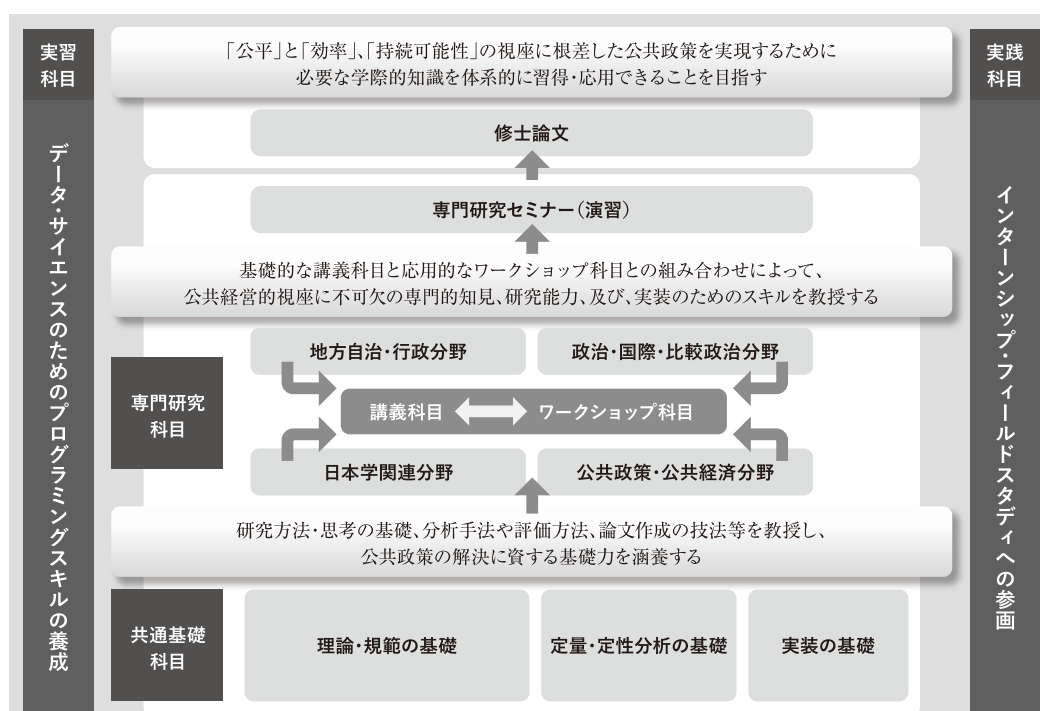 実習
科目
データ・サイエンスのためのプログラミングスキルの養成
「公平」と「効率」、「持続可能性」の視座に根差した公共政策を実現するために
必要な学際的知識を体系的に習得・応用できることを目指す
修士論文
専門研究セミナー（演習）
基礎的な講義科目と応用的なワークショップ科目との組み合わせによって、
公共経営的視座に不可欠の専門的知見、研究能力、及び、実装のためのスキルを教授する
専門研究
科目
地方自治・行政分野
政治・国際・比較政治分野
講義科目
ワークショップ科目
日本学関連分野
公共政策・公共経済分野
研究方法・思考の基礎、分析手法や評価方法、論文作成の技法等を教授し、
公共政策の解決に資する基礎力を涵養する
共通基礎
科目
理論・規範の基礎
定量・定性分析の基礎
実装の基礎
実践
科目
インターンシップ・フィールドスタディへの参画